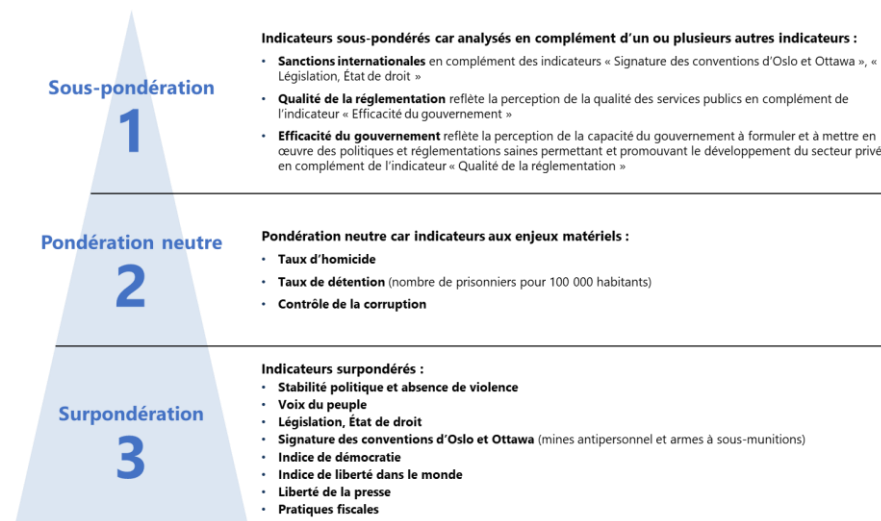 Sous-pondération
1
Indicateurs sous-pondérés car analysés en complément d’un ou plusieurs autres indicateurs :
• Sanctions internationales en complément des indicateurs « Signature des conventions d’Oslo et Ottawa », «
Législation, État de droit »
• Qualité de la réglementation reflète la perception de la qualité des services publics en complément de
l’indicateur « Efficacité du gouvernement »
• Efficacité du gouvernement reflète la perception de la capacité du gouvernement à formuler et à mettre en
œuvre des politiques et réglementations saines permettant et promouvant le développement du secteur privé
en complément de l’indicateur « Qualité de la réglementation »
Pondération neutre
2
Pondération neutre car indicateurs aux enjeux matériels :
• Taux d’homicide
• Taux de détention (nombre de prisonniers pour 100 000 habitants)
• Contrôle de la corruption
Surpondération
3
Indicateurs surpondérés :
• Stabilité politique et absence de violence
• Voix du peuple
• Législation, État de droit
• Signature des conventions d’Oslo et Ottawa (mines antipersonnel et armes à sous-munitions)
• Indice de démocratie
• Indice de liberté dans le monde
• Liberté de la presse
• Pratiques fiscales